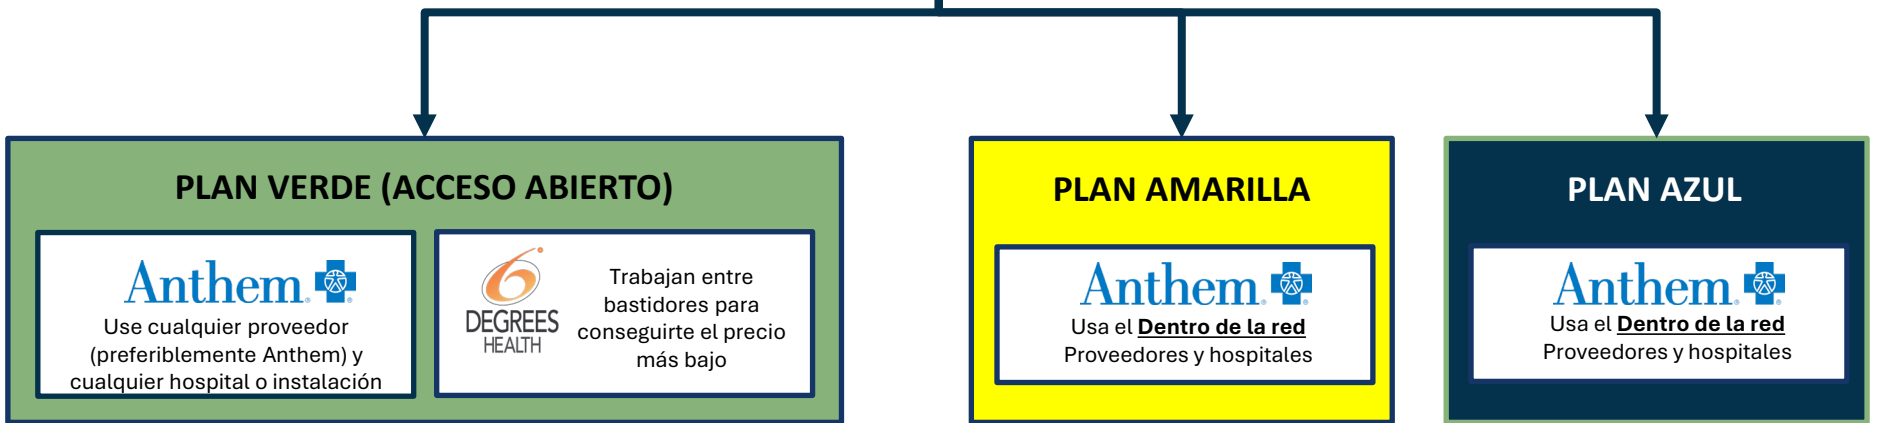 PLAN VERDE (ACCESO ABIERTO)
Anthem
Use cualquier proveedor
(preferiblemente Anthem) y
cualquier hospital o instalación
6°
DEGREES
HEALTH
Trabajan entre
bastidores para
conseguirte el precio
más bajo
PLAN AMARILLA
Anthem
Usa el Dentro de la red
Proveedores y hospitales
PLAN AZUL
Anthem
Usa el Dentro de la red
Proveedores y hospitales